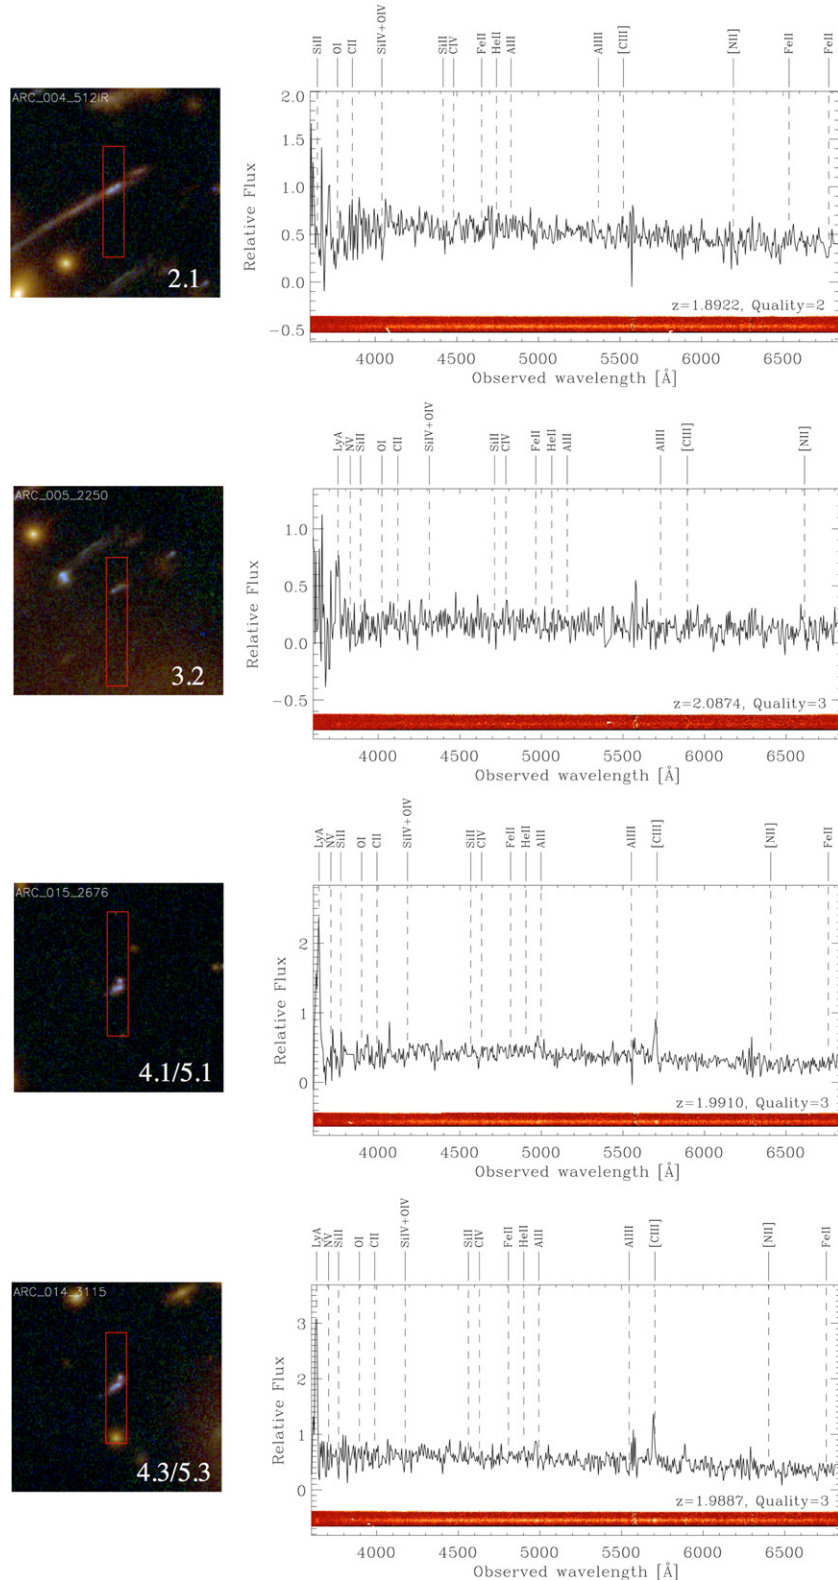 SiII OI CII SiIV+OIV SiII CIV FeII HeII AlII AlIII [CIII] [NII] FeII FeII
ARC_004_512IR
2.1
2.0
1.5
1.0
0.5
0.0
−0.5
Relative Flux
z=1.8922, Quality=2
4000 4500 5000 5500 6000 6500
Observed wavelength [Å]
LyA NV SiII OI CII SiIV+OIV SiII CIV FeII HeII AlII AlIII [CIII] [NII]
ARC_005_2250
3.2
1.0
0.5
0.0
−0.5
Relative Flux
z=2.0874, Quality=3
4000 4500 5000 5500 6000 6500
Observed wavelength [Å]
LyA NV SiII OI CII SiIV+OIV SiII CIV FeII HeII AlII AlIII [CIII] [NII] FeII
ARC_015_2676
4.1/5.1
2
1
0
Relative Flux
z=1.9910, Quality=3
4000 4500 5000 5500 6000 6500
Observed wavelength [Å]
LyA NV SiII OI CII SiIV+OIV SiII CIV FeII HeII AlII AlIII [CIII] [NII] FeII
ARC_014_3115
4.3/5.3
3
2
1
0
Relative Flux
z=1.9887, Quality=3
4000 4500 5000 5500 6000 6500
Observed wavelength [Å]